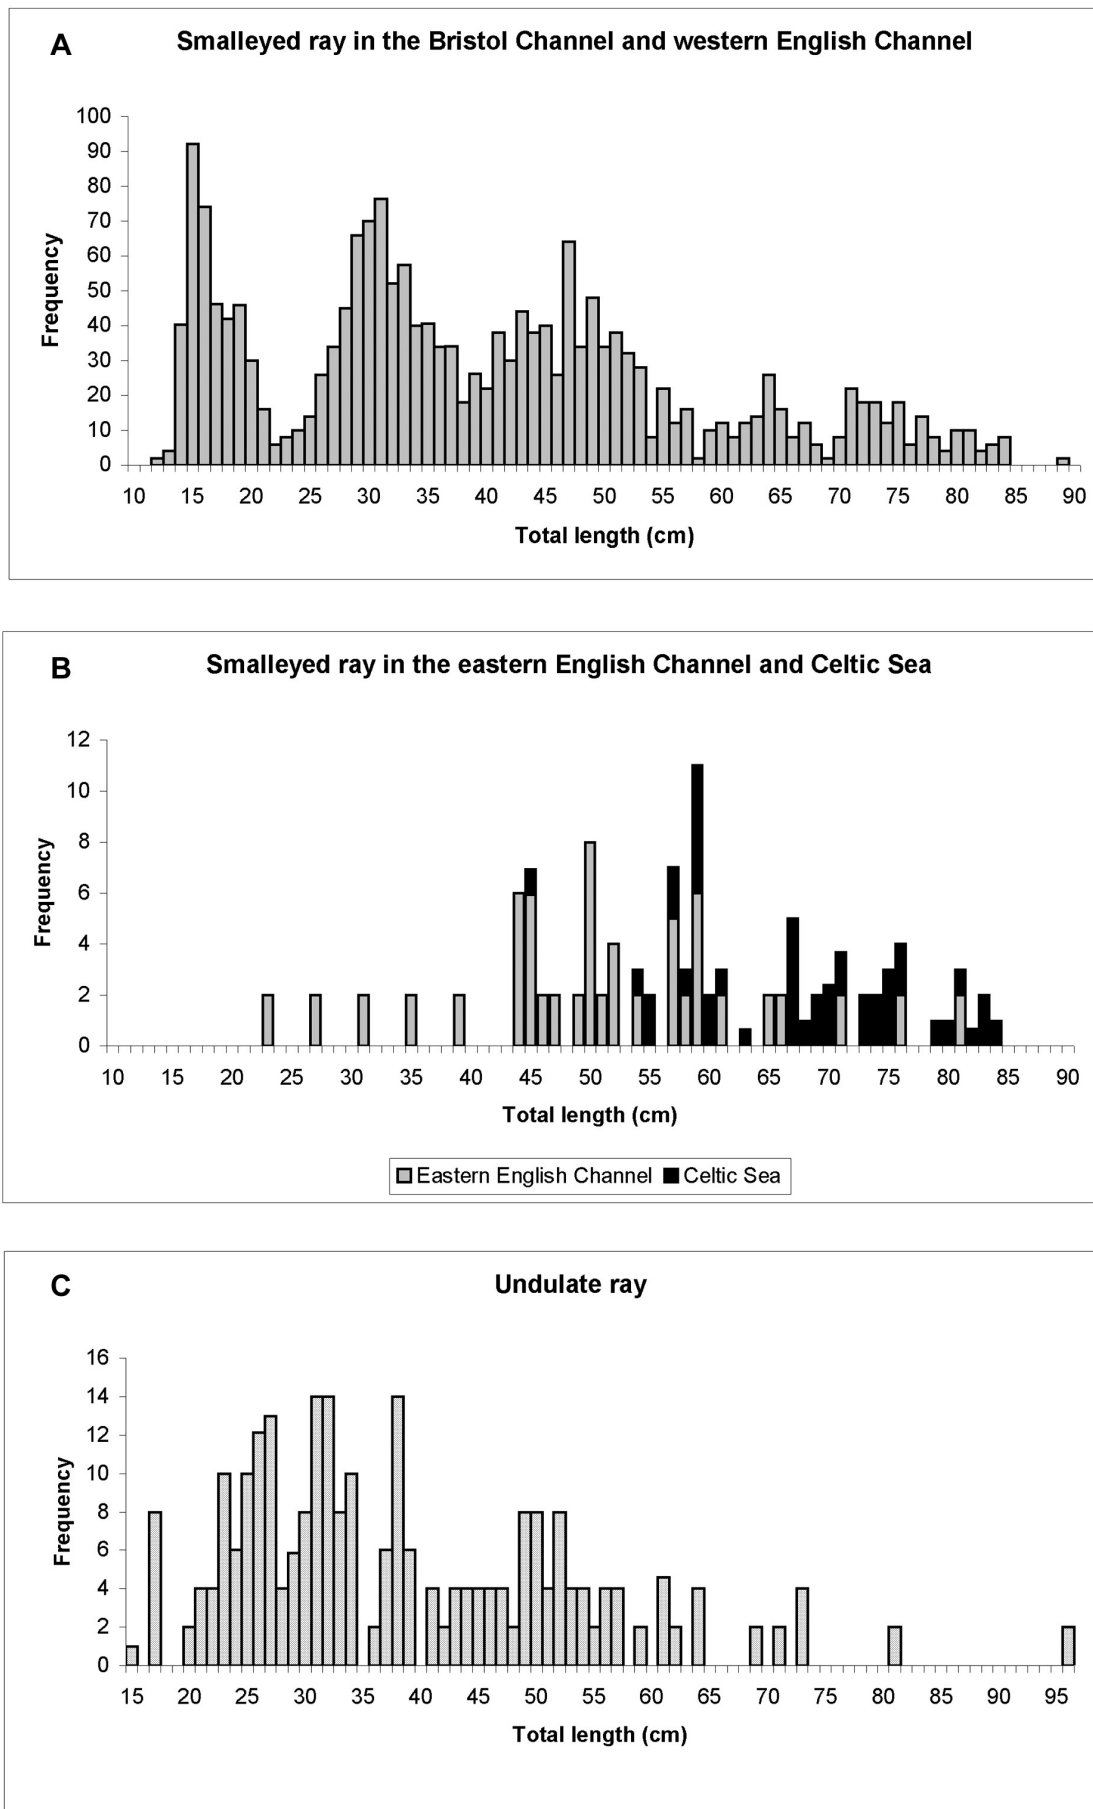 A
Smalleyed ray in the Bristol Channel and western English Channel
100
90
80
70
60
50
40
30
20
10
0
Frequency
10 15 20 25 30 35 40 45 50 55 60 65 70 75 80 85 90
Total length (cm)
B
Smalleyed ray in the eastern English Channel and Celtic Sea
12
10
8
6
4
2
0
Frequency
10 15 20 25 30 35 40 45 50 55 60 65 70 75 80 85 90
Total length (cm)
Eastern English Channel Celtic Sea
C
Undulate ray
16
14
12
10
8
6
4
2
0
Frequency
15 20 25 30 35 40 45 50 55 60 65 70 75 80 85 90 95
Total length (cm)